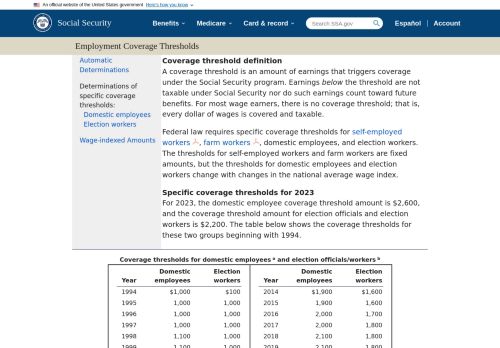 An official website of the United States government Here's how you know
Social Security
Benefits Medicare Card & record Search SSA.gov Español Account
Employment Coverage Thresholds
Automatic
Determinations
Determinations of
specific coverage
thresholds:
Domestic employees
Election workers
Wage-indexed Amounts
Coverage threshold definition
A coverage threshold is an amount of earnings that triggers coverage
under the Social Security program. Earnings below the threshold are not
taxable under Social Security nor do such earnings count toward future
benefits. For most wage earners, there is no coverage threshold; that is,
every dollar of wages is covered and taxable.
Federal law requires specific coverage thresholds for self-employed
workers , farm workers , domestic employees, and election workers.
The thresholds for self-employed workers and farm workers are fixed
amounts, but the thresholds for domestic employees and election
workers change with changes in the national average wage index.
Specific coverage thresholds for 2023
For 2023, the domestic employee coverage threshold amount is $2,600,
and the coverage threshold amount for election officials and election
workers is $2,200. The table below shows the coverage thresholds for
these two groups beginning with 1994.
Coverage thresholds for domestic employees a and election officials/workers b
Year Domestic employees Election workers Year Domestic employees Election workers
1994 $1,000 $100 2014 $1,900 $1,600
1995 1,000 1,000 2015 1,900 1,600
1996 1,000 1,000 2016 2,000 1,700
1997 1,000 1,000 2017 2,000 1,800
1998 1,100 1,000 2018 2,100 1,800
1999 1,100 1,000 2019 2,100 1,800